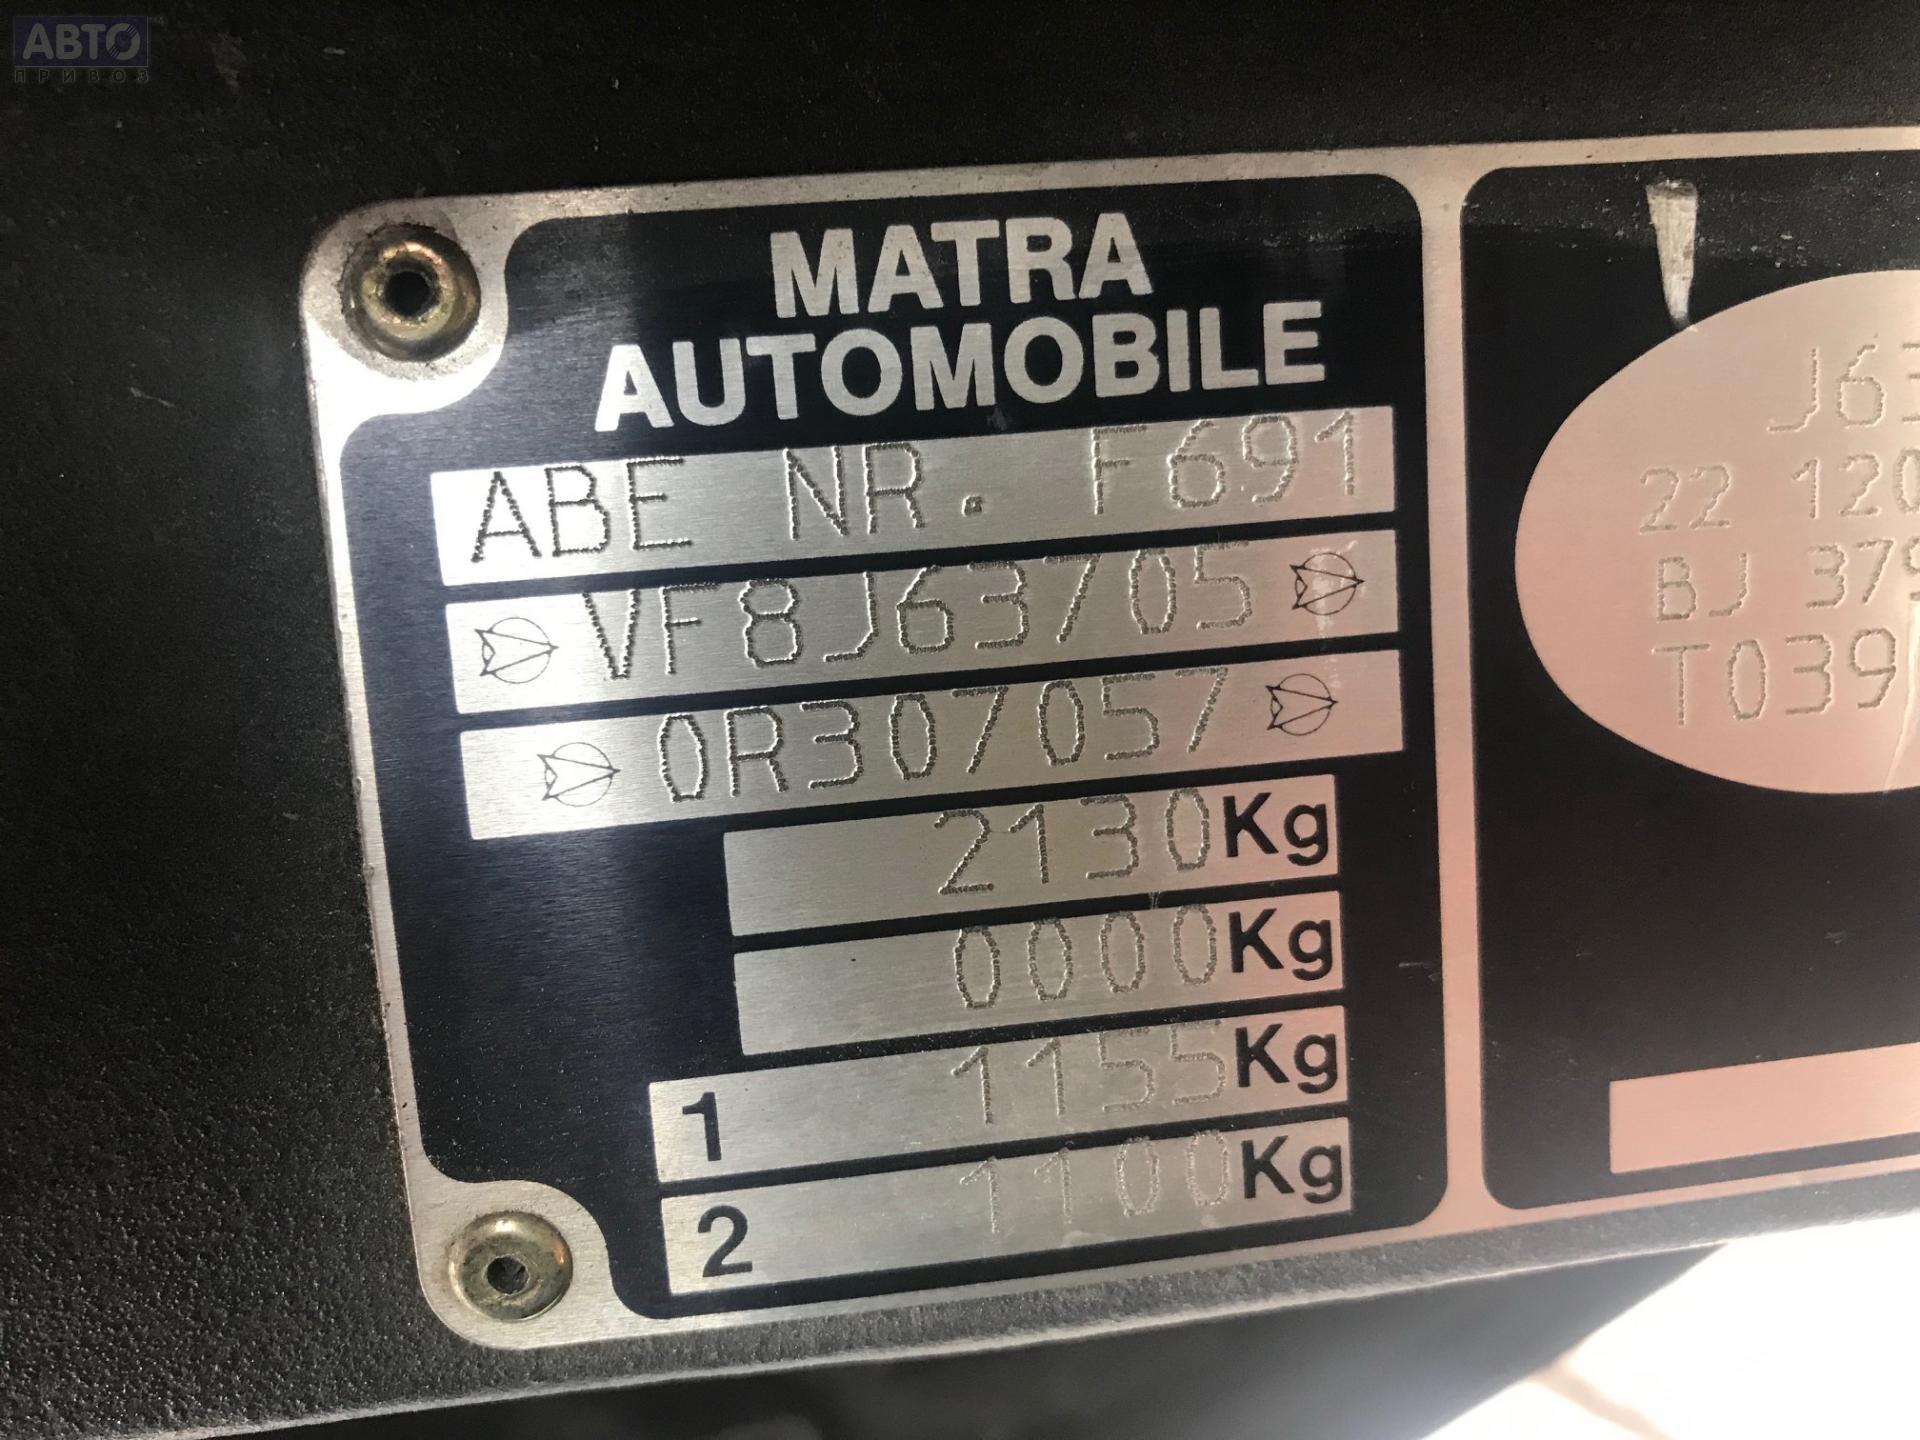 АВТО
ПРИВОЗ
MATRA
AUTOMOBILE
ABE NR. F691
VF8J63705
0R307057
2130Kg
0000Kg
1 1155Kg
2 1100Kg
J63
22 120
BJ 379
T039